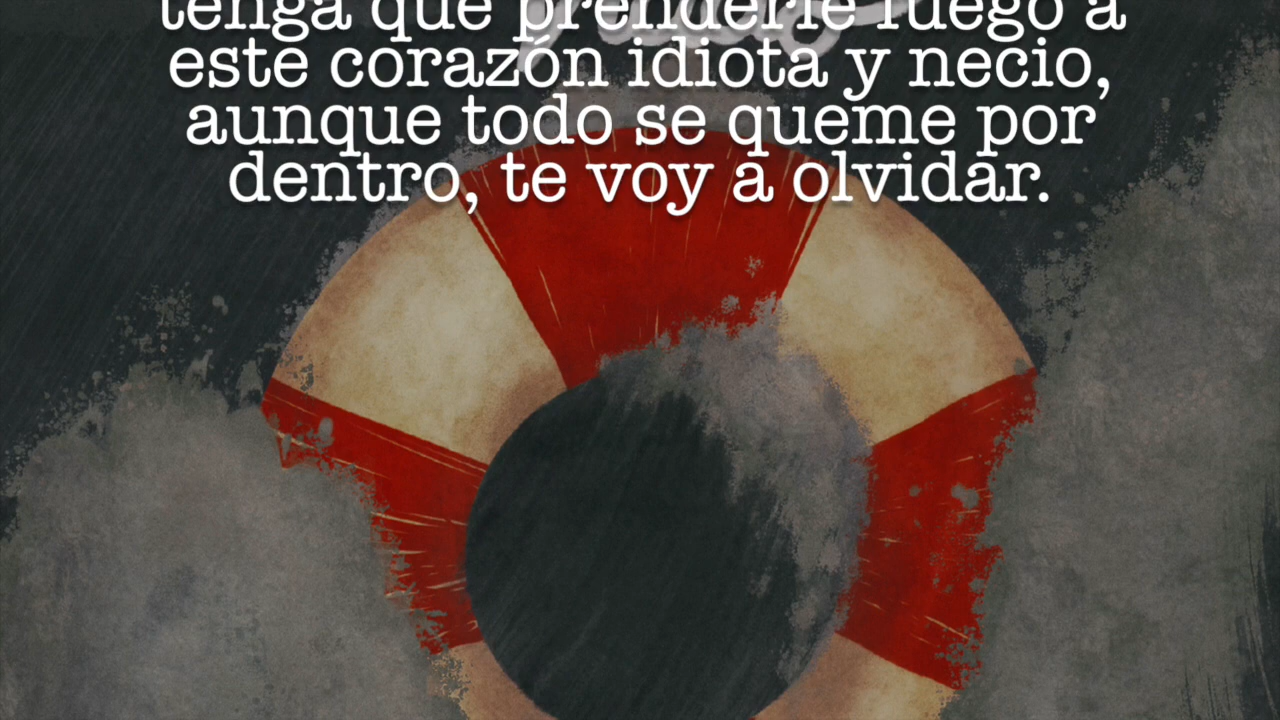 tenga que prenderle fuego a
este corazón idiota y necio,
aunque todo se queme por
dentro, te voy a olvidar.